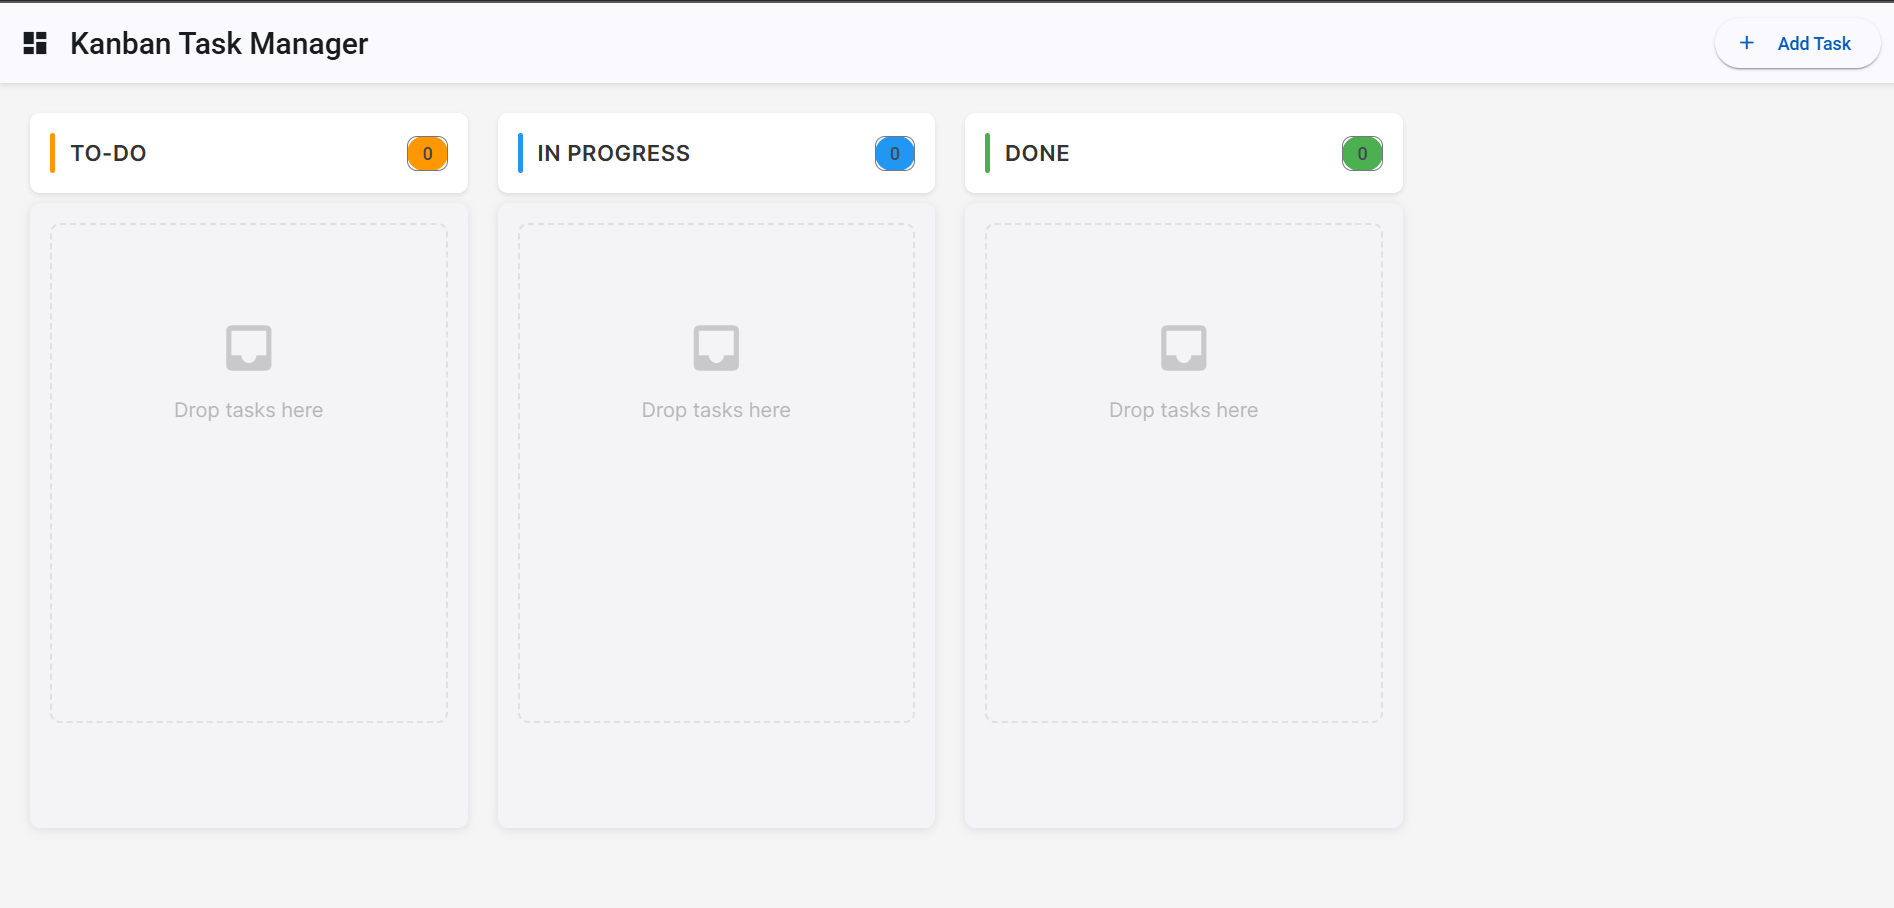 Kanban Task Manager
+ Add Task
TO-DO
0
IN PROGRESS
0
DONE
0
Drop tasks here
Drop tasks here
Drop tasks here